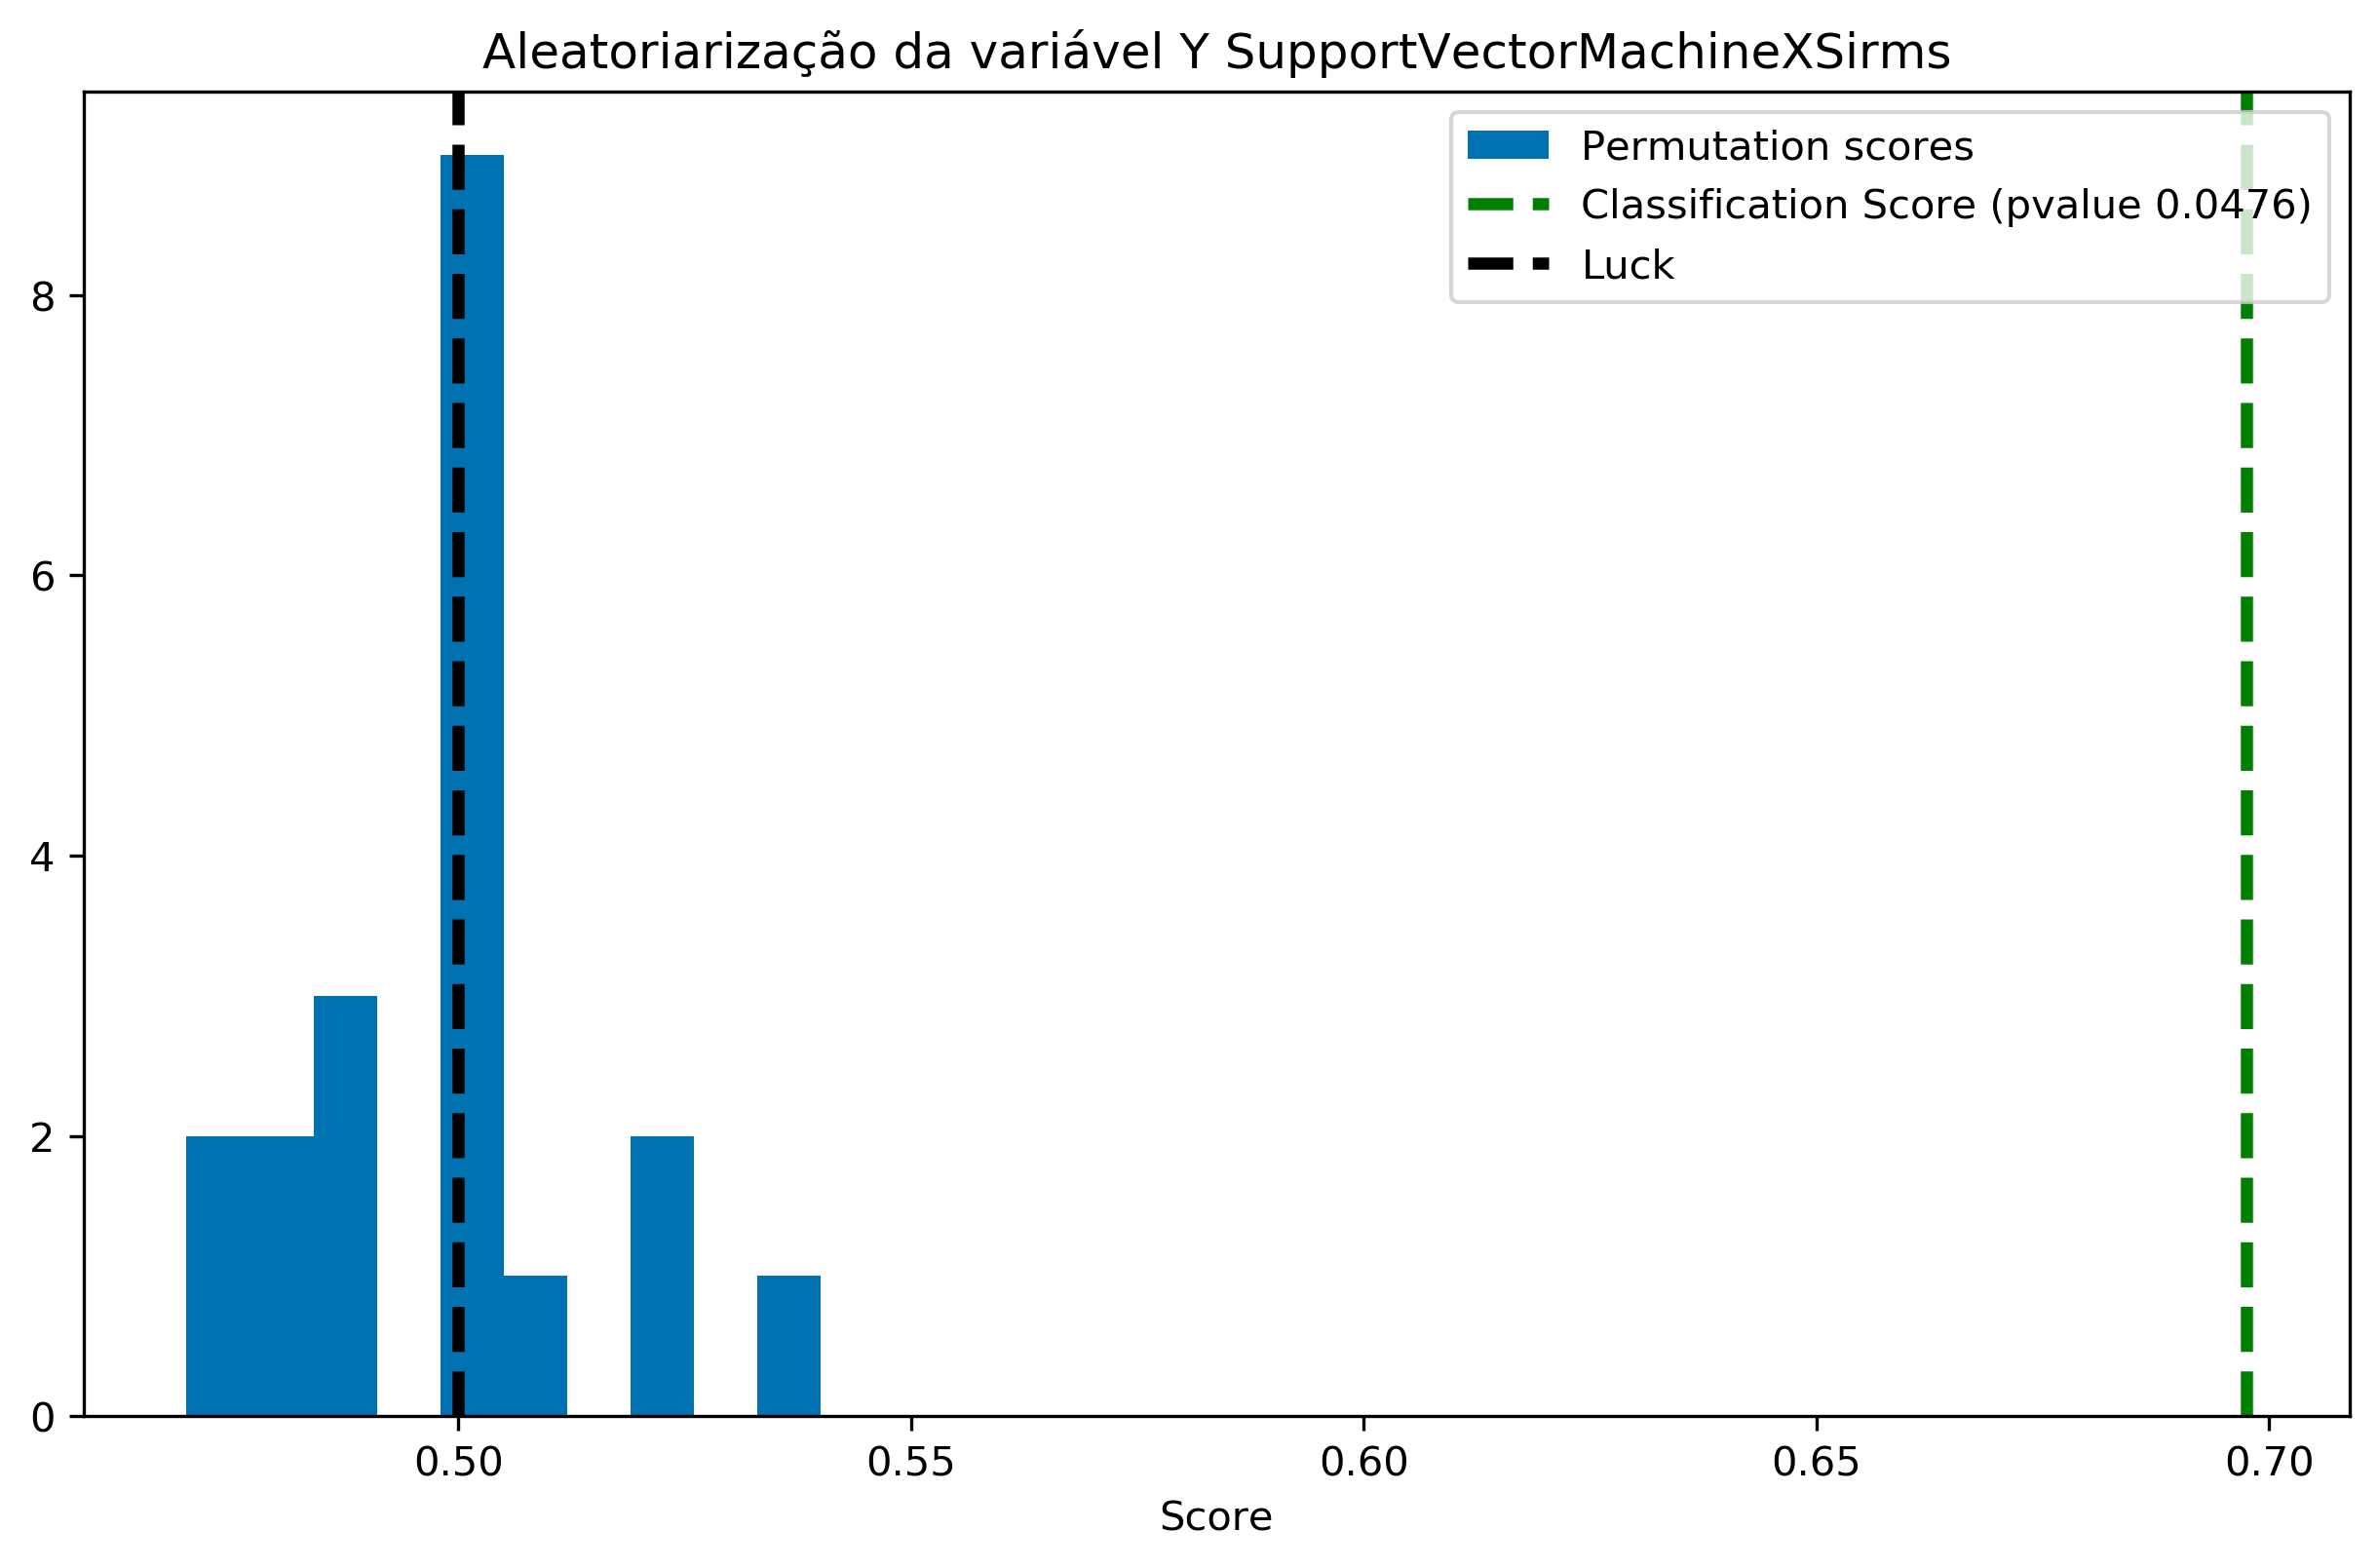 Aleatoriarização da variável Y SupportVectorMachineXSirms
Permutation scores
Classification Score (pvalue 0.0476)
Luck
8
6
4
2
0
0.50 0.55 0.60 0.65 0.70
Score